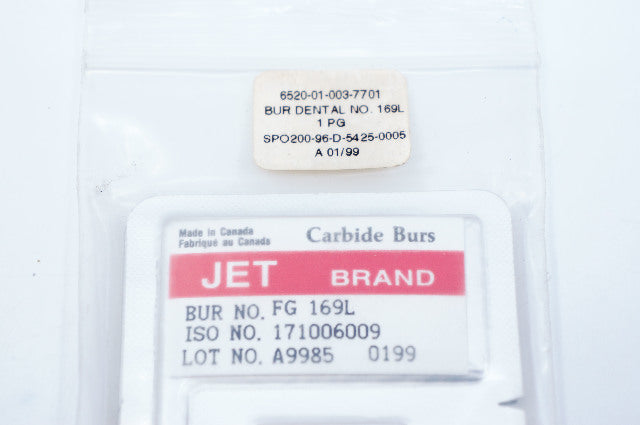 6520-01-003-7701
BUR DENTAL NO. 169L
1 PG
SPO200-96-D-5425-0005
A 01/99
Made in Canada
Fabriqué au Canada
Carbide Burs
JET BRAND
BUR NO. FG 169L
ISO NO. 171006009
LOT NO. A9985 0199